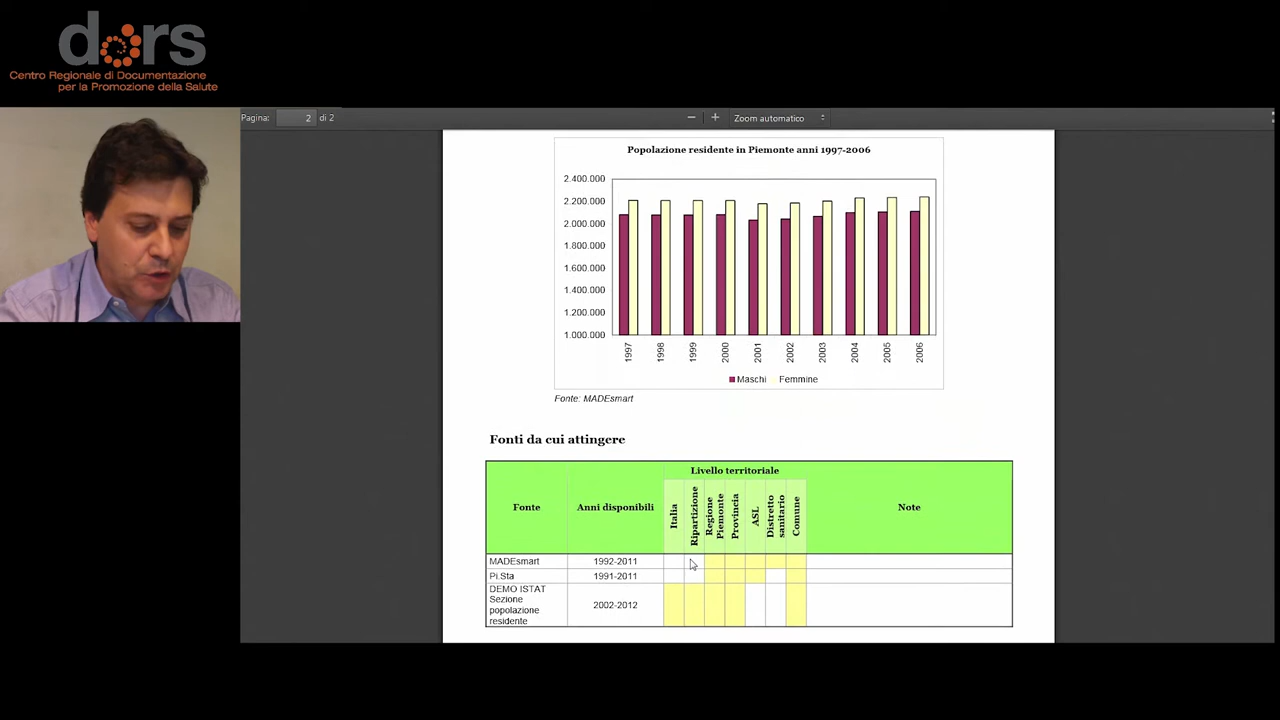 dors
Centro Regionale di Documentazione
per la Promozione della Salute
Pagina: 2 di 2
− + Zoom automatico
Popolazione residente in Piemonte anni 1997-2006
2.400.000
2.200.000
2.000.000
1.800.000
1.600.000
1.400.000
1.200.000
1.000.000
1997 1998 1999 2000 2001 2002 2003 2004 2005 2006
Maschi Femmine
Fonte: MADEsmart
Fonti da cui attingere
Livello territoriale
Fonte Anni disponibili Italia Ripartizione Regione Piemonte Provincia ASL Distretto sanitario Comune Note
MADEsmart 1992-2011
Pi.Sta 1991-2011
DEMO ISTAT
Sezione
popolazione 2002-2012
residente